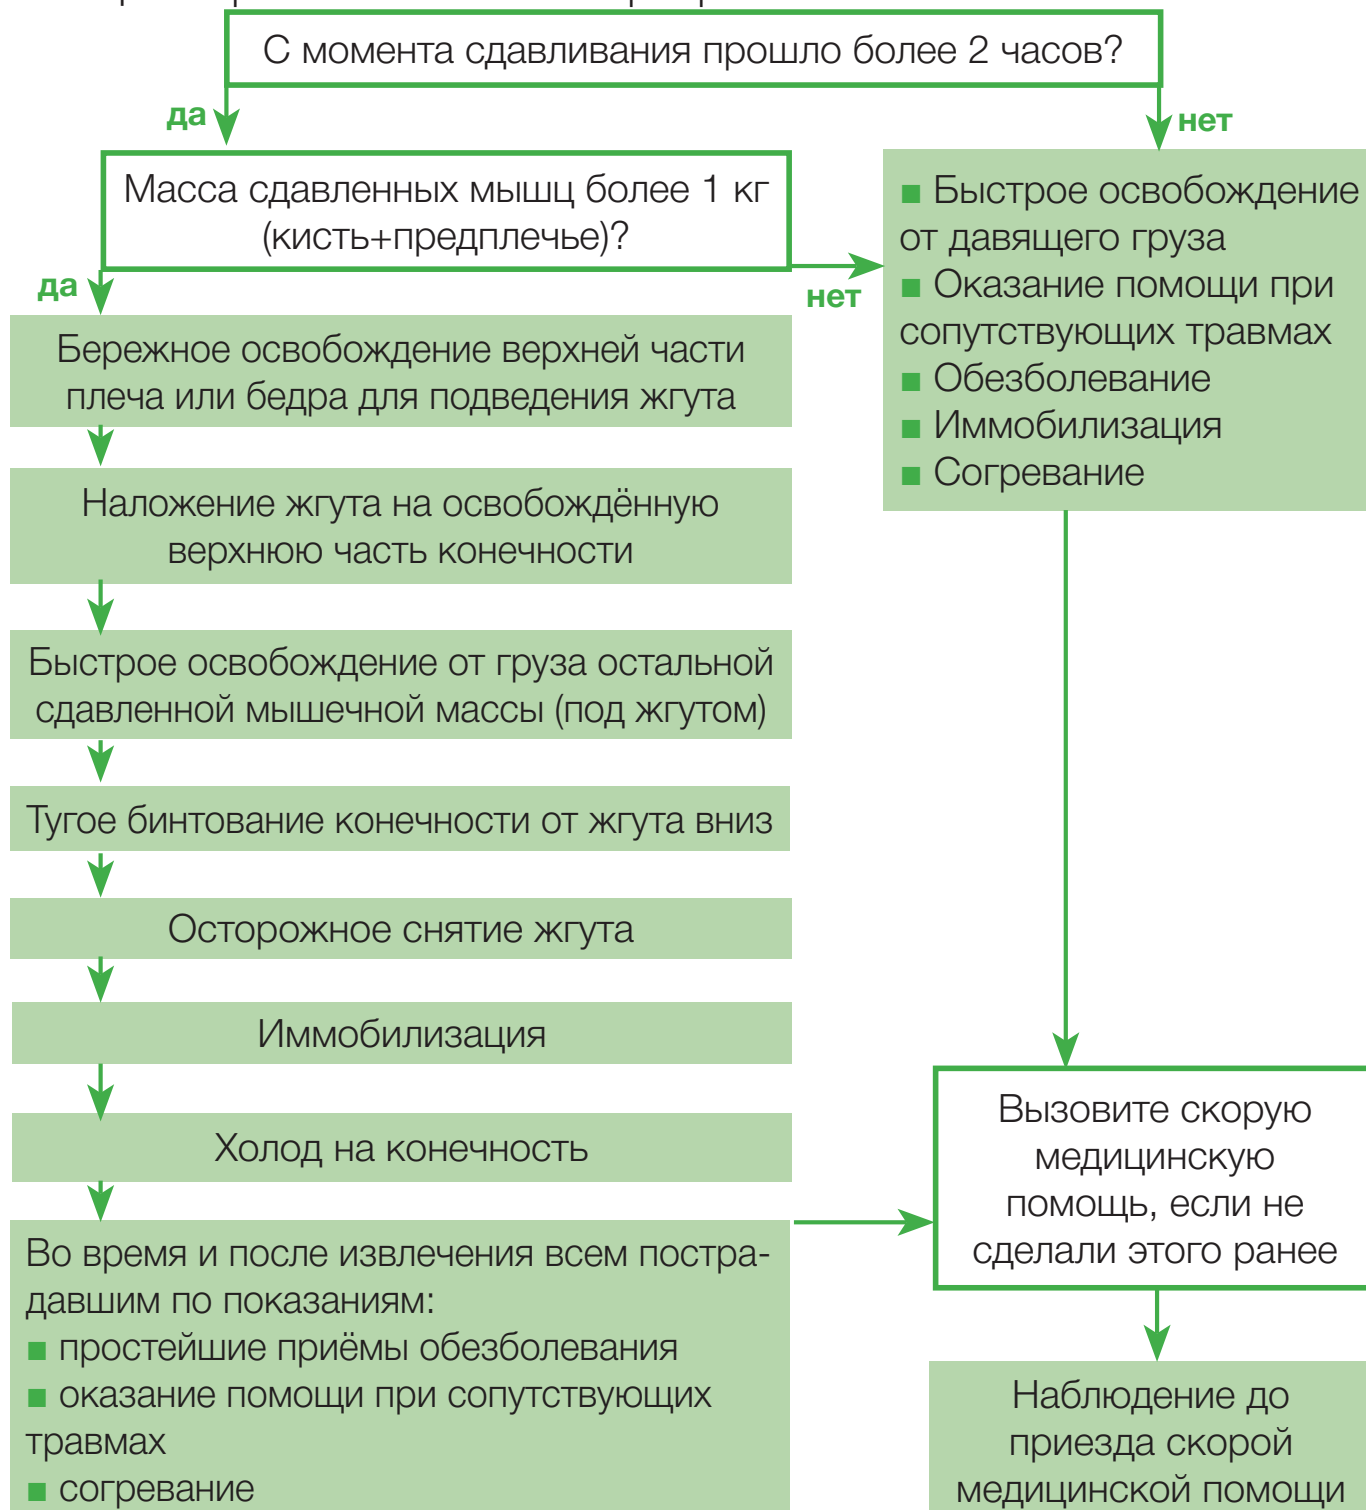 С момента сдавливания прошло более 2 часов?
да
нет
Масса сдавленных мышц более 1 кг
(кисть+предплечье)?
да
нет
■ Быстрое освобождение
от давящего груза
■ Оказание помощи при
сопутствующих травмах
■ Обезболевание
■ Иммобилизация
■ Согревание
Бережное освобождение верхней части
плеча или бедра для подведения жгута
Наложение жгута на освобождённую
верхнюю часть конечности
Быстрое освобождение от груза остальной
сдавленной мышечной массы (под жгутом)
Тугое бинтование конечности от жгута вниз
Осторожное снятие жгута
Иммобилизация
Холод на конечность
Во время и после извлечения всем постра-
давшим по показаниям:
■ простейшие приёмы обезболевания
■ оказание помощи при сопутствующих
травмах
■ согревание
Вызовите скорую
медицинскую
помощь, если не
сделали этого ранее
Наблюдение до
приезда скорой
медицинской помощи